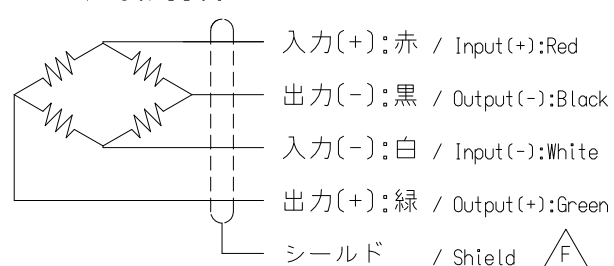 入力(+):赤 / Input(+):Red
出力(-):黒 / Output(-):Black
入力(-):白 / Input(-):White
出力(+):緑 / Output(+):Green
シールド / Shield F